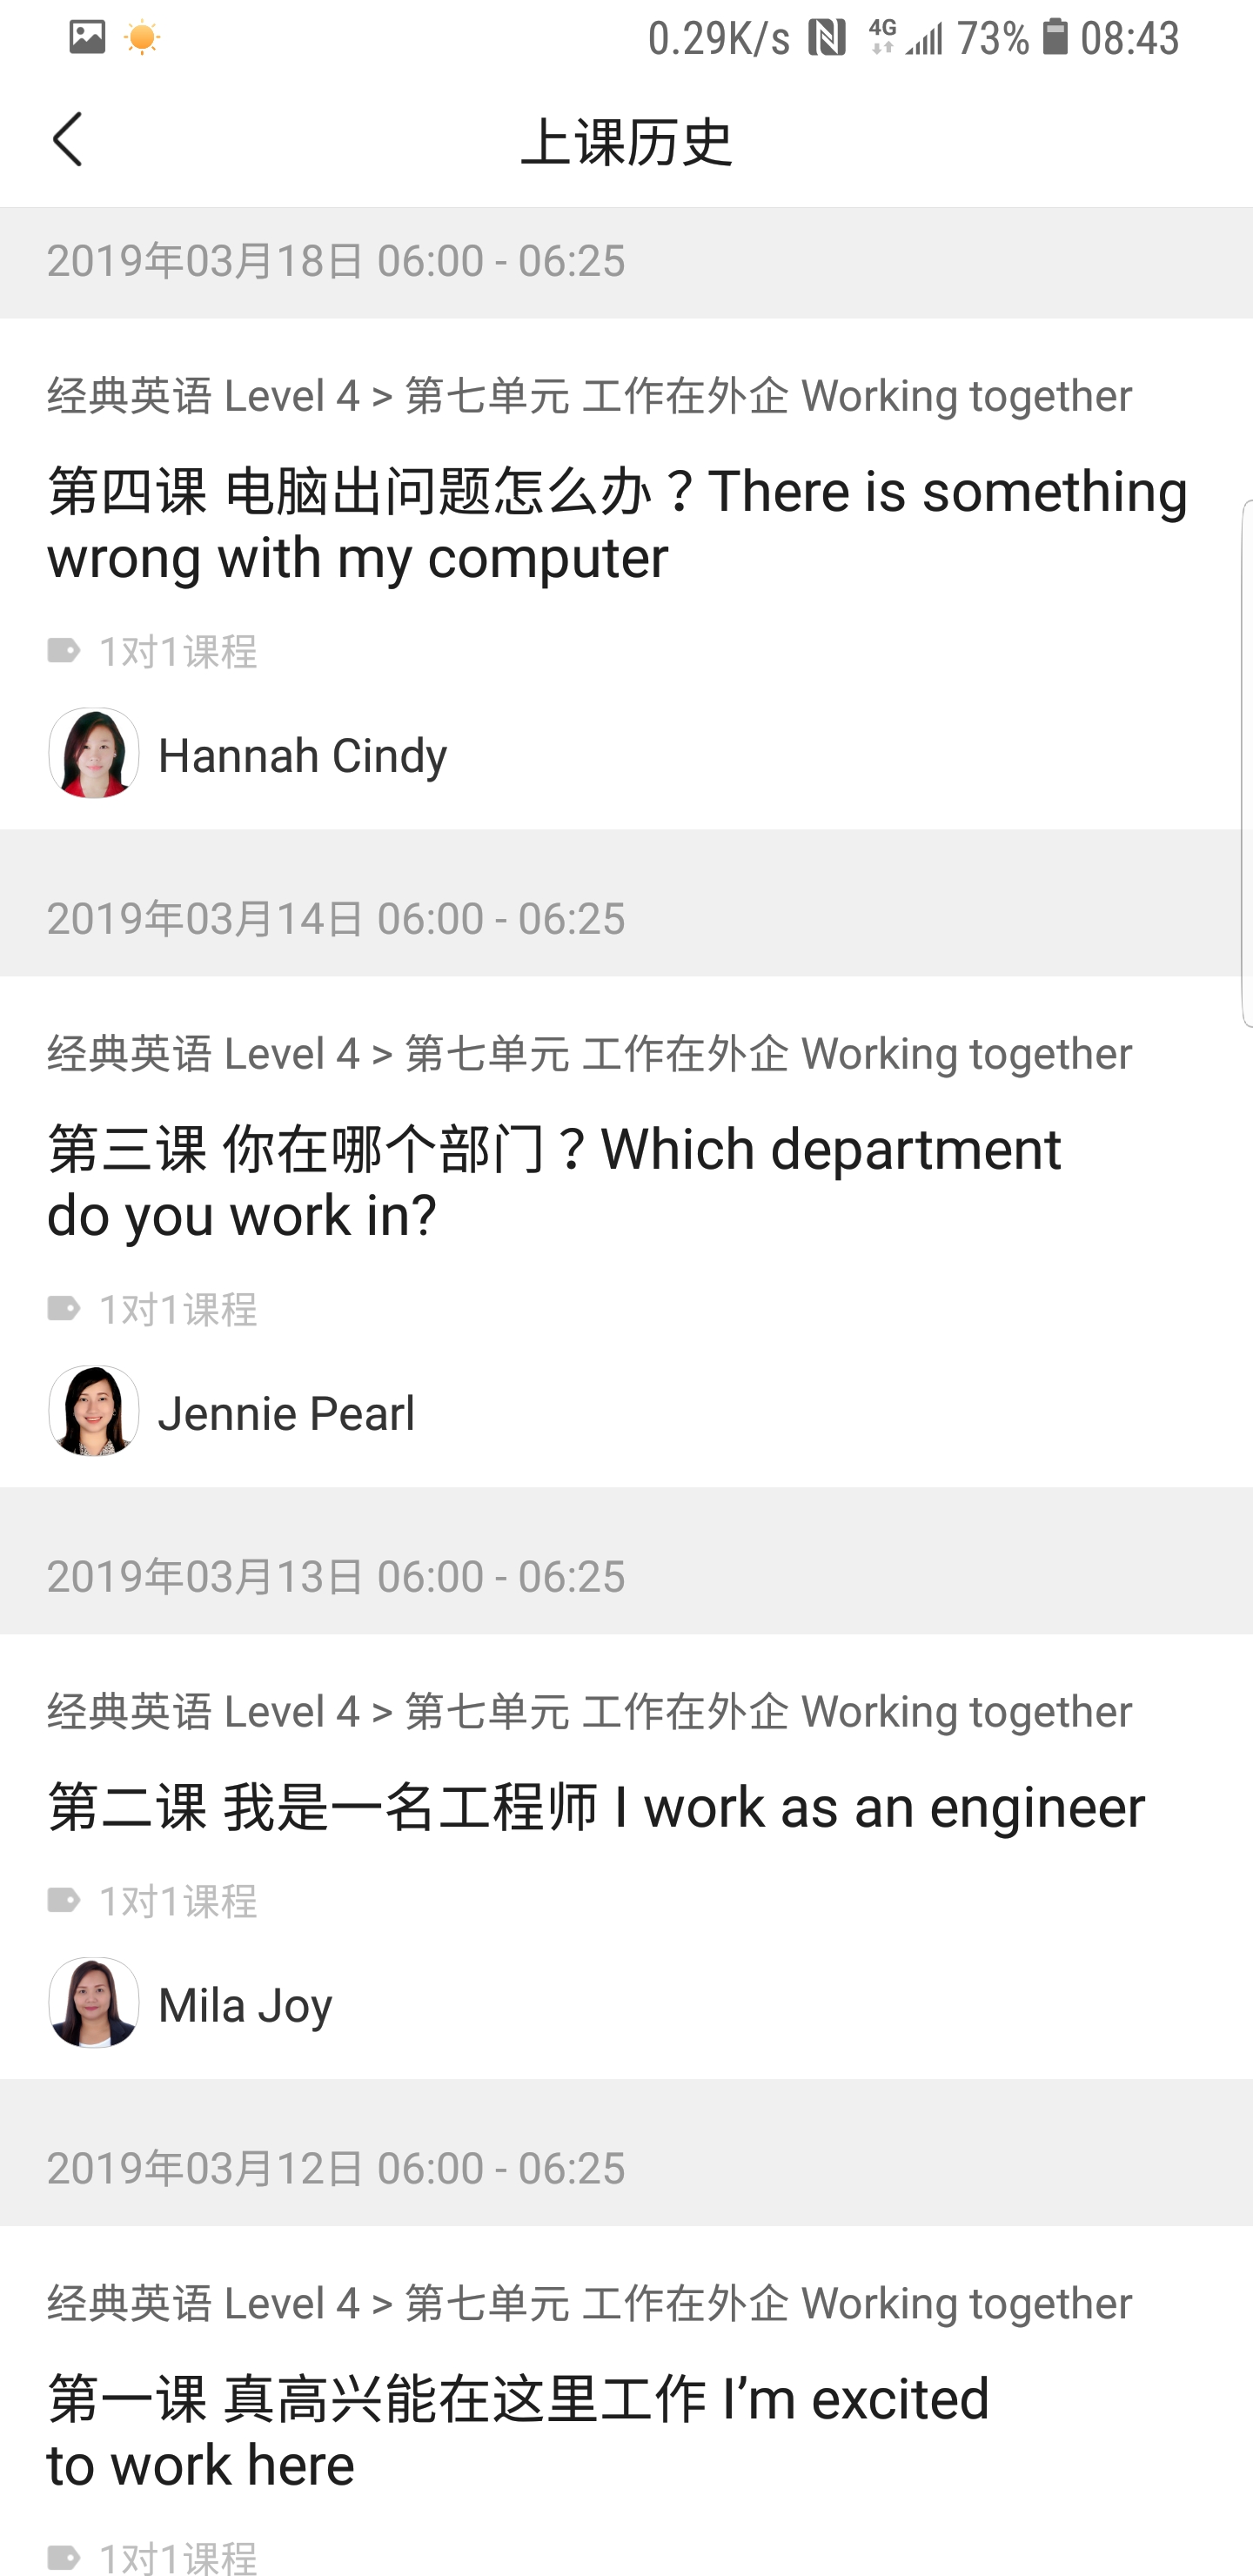 0.29K/s 4G 73% 08:43
上课历史
2019年03月18日 06:00 - 06:25
经典英语 Level 4 > 第七单元 工作在外企 Working together
第四课 电脑出问题怎么办？There is something
wrong with my computer
1对1课程
Hannah Cindy
2019年03月14日 06:00 - 06:25
经典英语 Level 4 > 第七单元 工作在外企 Working together
第三课 你在哪个部门？Which department
do you work in?
1对1课程
Jennie Pearl
2019年03月13日 06:00 - 06:25
经典英语 Level 4 > 第七单元 工作在外企 Working together
第二课 我是一名工程师 I work as an engineer
1对1课程
Mila Joy
2019年03月12日 06:00 - 06:25
经典英语 Level 4 > 第七单元 工作在外企 Working together
第一课 真高兴能在这里工作 I’m excited
to work here
1对1课程